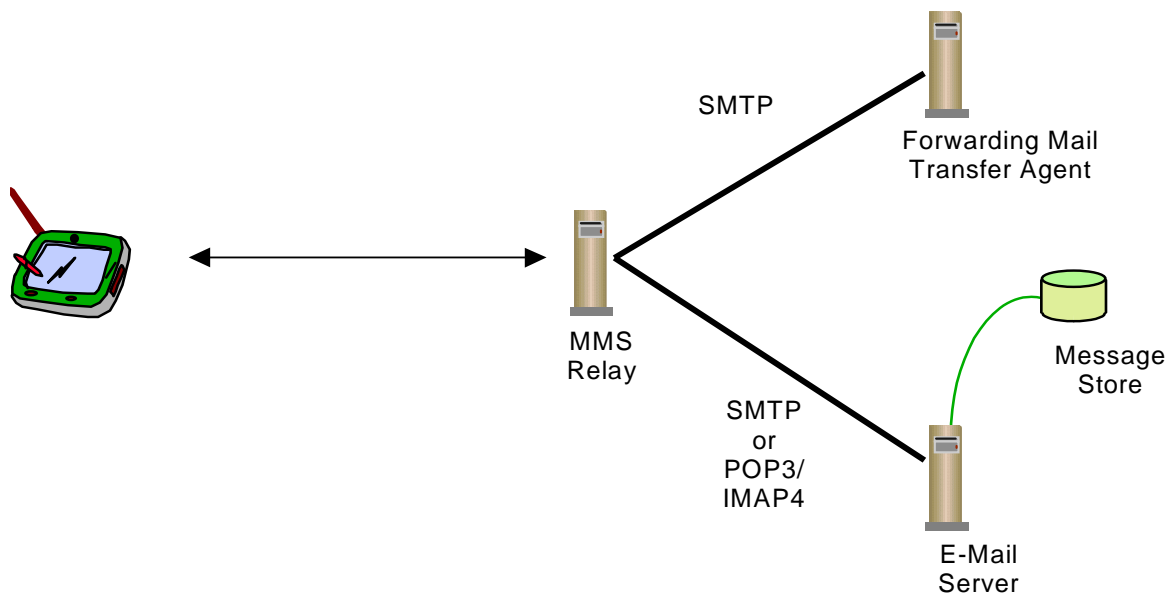 SMTP
Forwarding Mail
Transfer Agent
MMS
Relay
Message
Store
SMTP
or
POP3/
IMAP4
E-Mail
Server